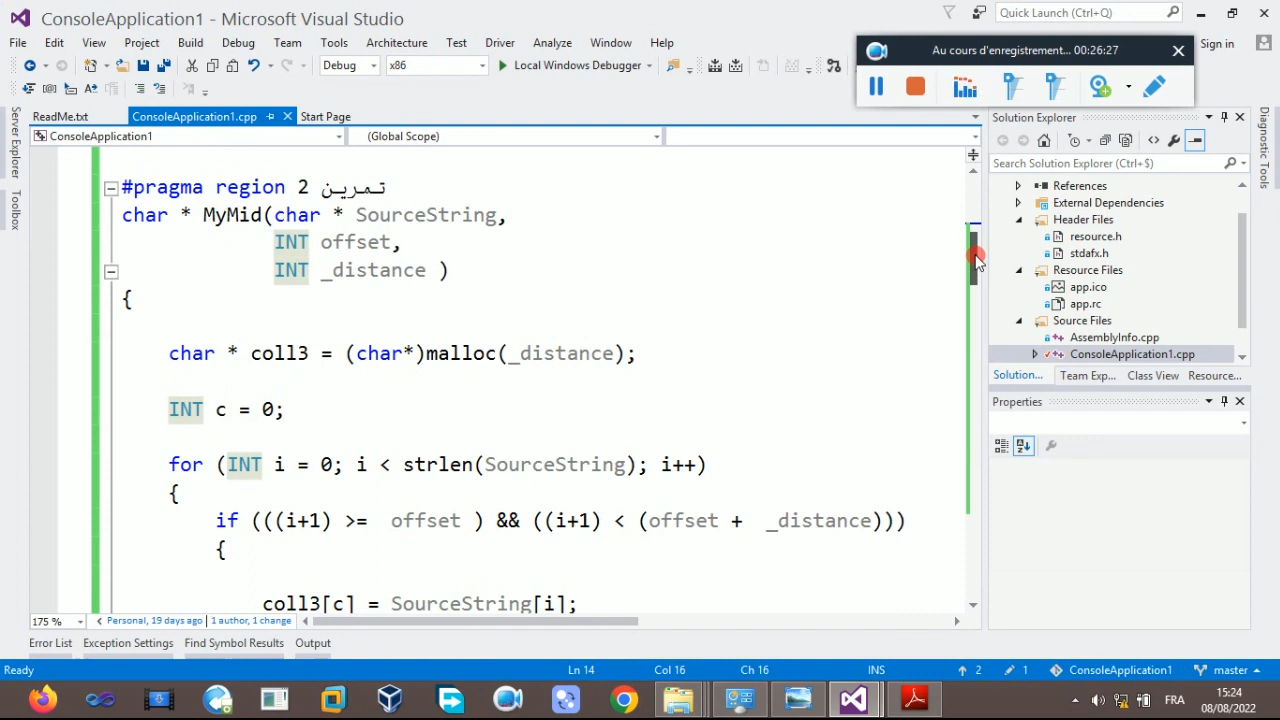 ConsoleApplication1 - Microsoft Visual Studio
Quick Launch (Ctrl+Q)
Au cours d'enregistrement... 00:26:27
File Edit View Project Build Debug Team Tools Architecture Test Driver Analyze Window Help
Sign in
Debug x86 Local Windows Debugger
ReadMe.txt ConsoleApplication1.cpp Start Page
ConsoleApplication1 (Global Scope)
Server Explorer
Toolbox
#pragma region 2 تمرين
char * MyMid(char * SourceString,
INT offset,
INT _distance )
{
char * coll3 = (char*)malloc(_distance);
INT c = 0;
for (INT i = 0; i < strlen(SourceString); i++)
{
if (((i+1) >= offset ) && ((i+1) < (offset + _distance)))
{
coll3[c] = SourceString[i];
175 % Personal, 19 days ago | 1 author, 1 change
Solution Explorer
Search Solution Explorer (Ctrl+$)
References
External Dependencies
Header Files
resource.h
stdafx.h
Resource Files
app.ico
app.rc
Source Files
AssemblyInfo.cpp
ConsoleApplication1.cpp
Solution... Team Exp... Class View Resource...
Properties
Diagnostic Tools
Error List Exception Settings Find Symbol Results Output
Ready Ln 14 Col 16 Ch 16 INS 2 1 ConsoleApplication1 master
FRA
15:24
08/08/2022